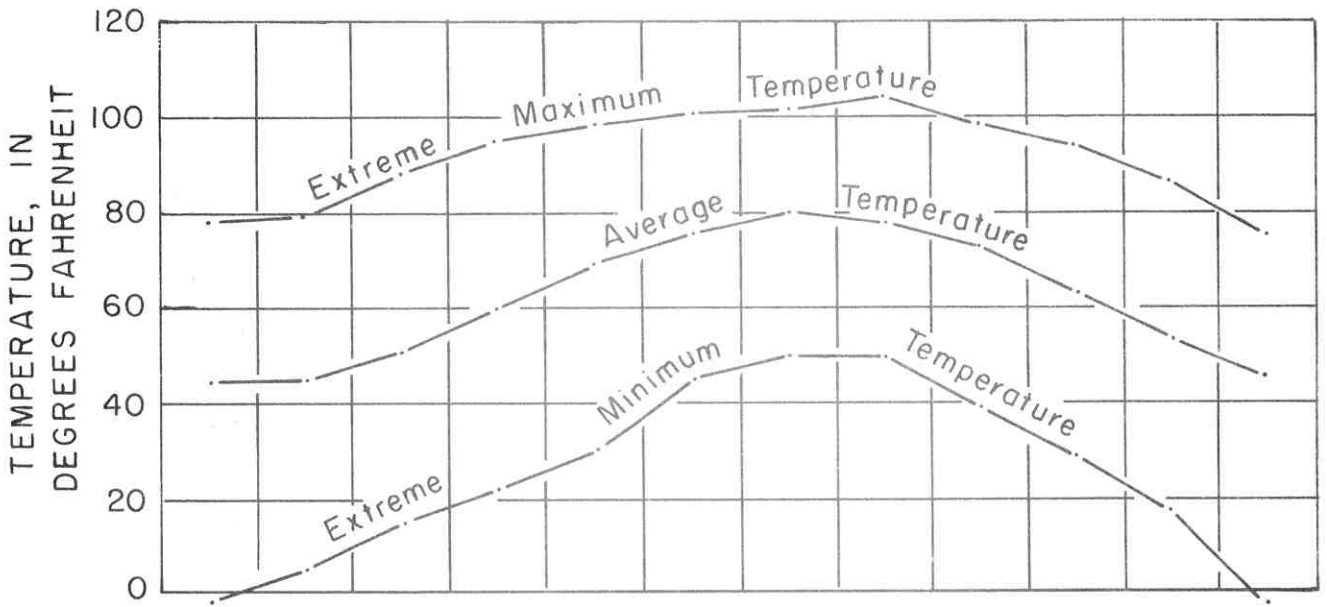 TEMPERATURE, IN
DEGREES FAHRENHEIT
120
100
80
60
40
20
0
Extreme Maximum Temperature
Average Temperature
Extreme Minimum Temperature